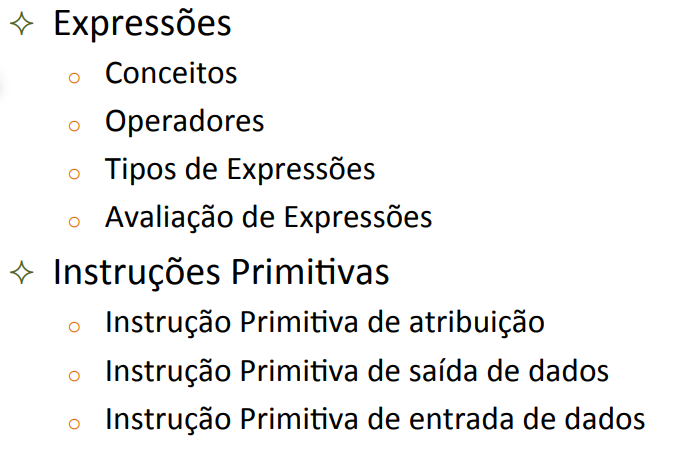 Expressões
Conceitos
Operadores
Tipos de Expressões
Avaliação de Expressões
Instruções Primitivas
Instrução Primitiva de atribuição
Instrução Primitiva de saída de dados
Instrução Primitiva de entrada de dados